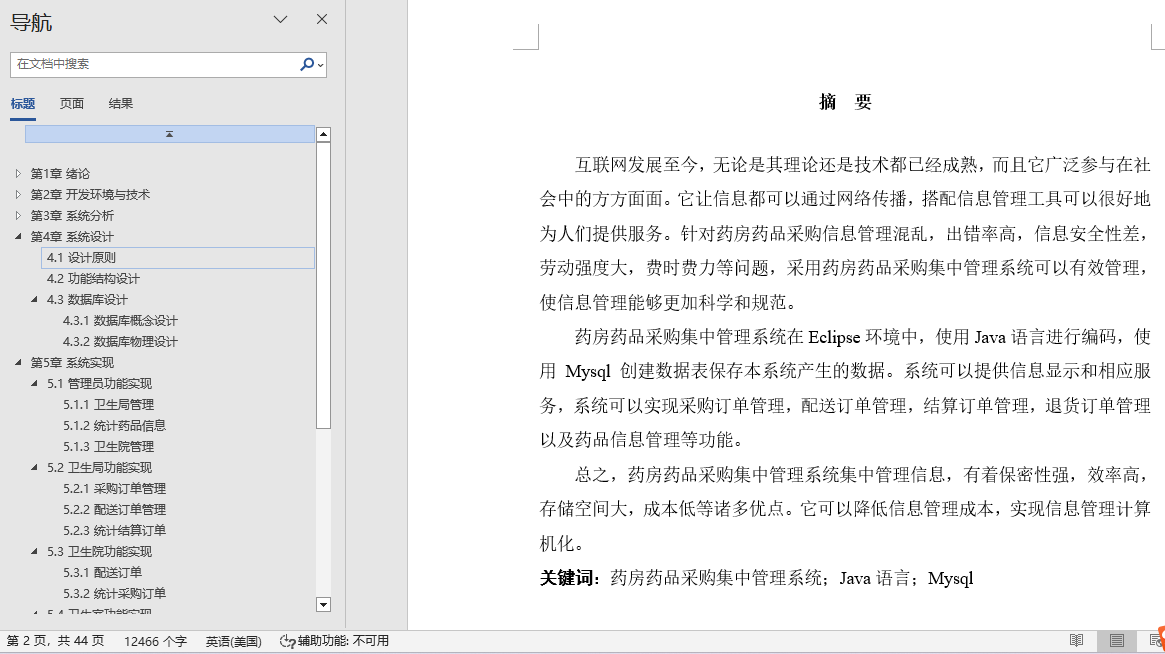 导航
在文档中搜索
标题 页面 结果
第1章 绪论
第2章 开发环境与技术
第3章 系统分析
第4章 系统设计
4.1 设计原则
4.2 功能结构设计
4.3 数据库设计
4.3.1 数据库概念设计
4.3.2 数据库物理设计
第5章 系统实现
5.1 管理员功能实现
5.1.1 卫生局管理
5.1.2 统计药品信息
5.1.3 卫生院管理
5.2 卫生局功能实现
5.2.1 采购订单管理
5.2.2 配送订单管理
5.2.3 统计结算订单
5.3 卫生院功能实现
5.3.1 配送订单
5.3.2 统计采购订单
5.4 卫生室功能实现
摘 要
互联网发展至今，无论是其理论还是技术都已经成熟，而且它广泛参与在社
会中的方方面面。它让信息都可以通过网络传播，搭配信息管理工具可以很好地
为人们提供服务。针对药房药品采购信息管理混乱，出错率高，信息安全性差，
劳动强度大，费时费力等问题，采用药房药品采购集中管理系统可以有效管理，
使信息管理能够更加科学和规范。
药房药品采购集中管理系统在 Eclipse 环境中，使用 Java 语言进行编码，使
用 Mysql 创建数据表保存本系统产生的数据。系统可以提供信息显示和相应服
务，系统可以实现采购订单管理，配送订单管理，结算订单管理，退货订单管理
以及药品信息管理等功能。
总之，药房药品采购集中管理系统集中管理信息，有着保密性强，效率高，
存储空间大，成本低等诸多优点。它可以降低信息管理成本，实现信息管理计算
机化。
关键词：药房药品采购集中管理系统；Java 语言；Mysql
第 2 页，共 44 页 12466 个字 英语(美国) 辅助功能: 不可用